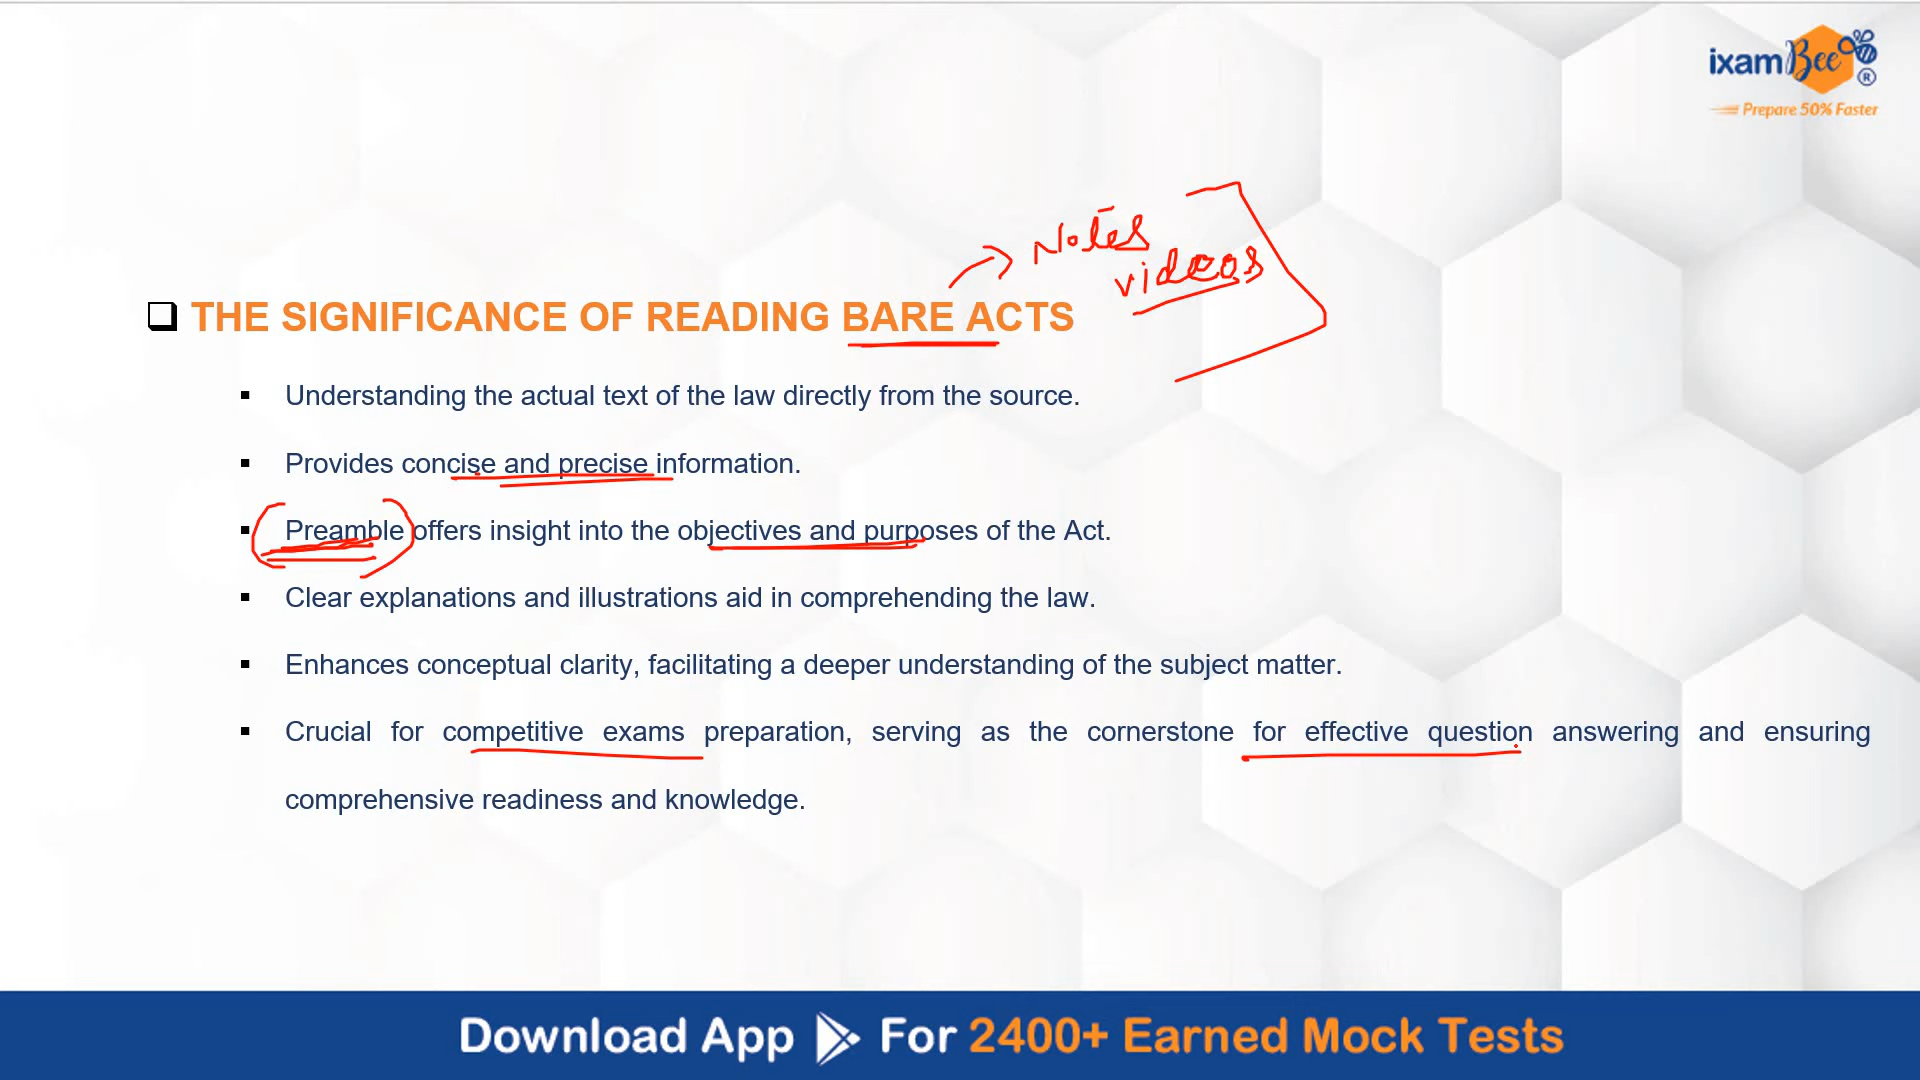 ixamBee
®
Prepare 50% Faster
Notes
videos
❑ THE SIGNIFICANCE OF READING BARE ACTS
▪ Understanding the actual text of the law directly from the source.
▪ Provides concise and precise information.
▪ Preamble offers insight into the objectives and purposes of the Act.
▪ Clear explanations and illustrations aid in comprehending the law.
▪ Enhances conceptual clarity, facilitating a deeper understanding of the subject matter.
▪ Crucial for competitive exams preparation, serving as the cornerstone for effective question answering and ensuring
comprehensive readiness and knowledge.
Download App For 2400+ Earned Mock Tests